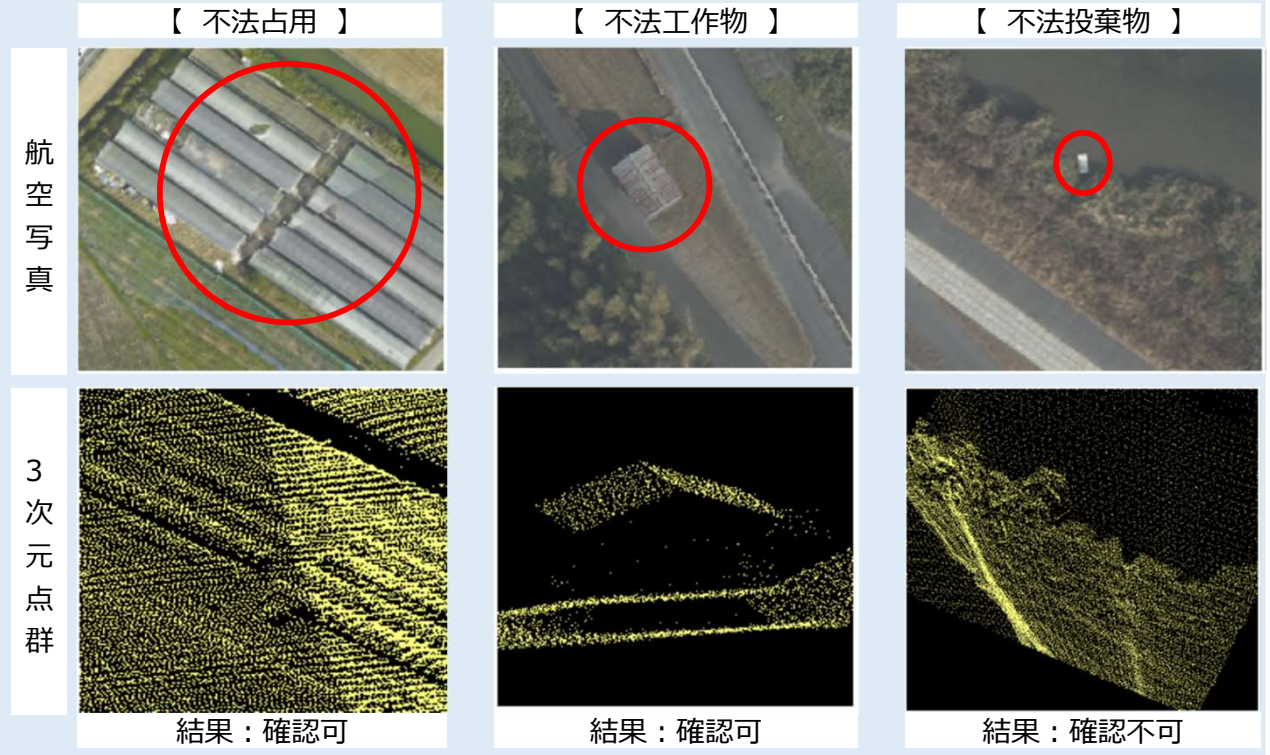 【 不法占用 】
【 不法工作物 】
【 不法投棄物 】
航空写真
3次元点群
結果：確認可
結果：確認可
結果：確認不可